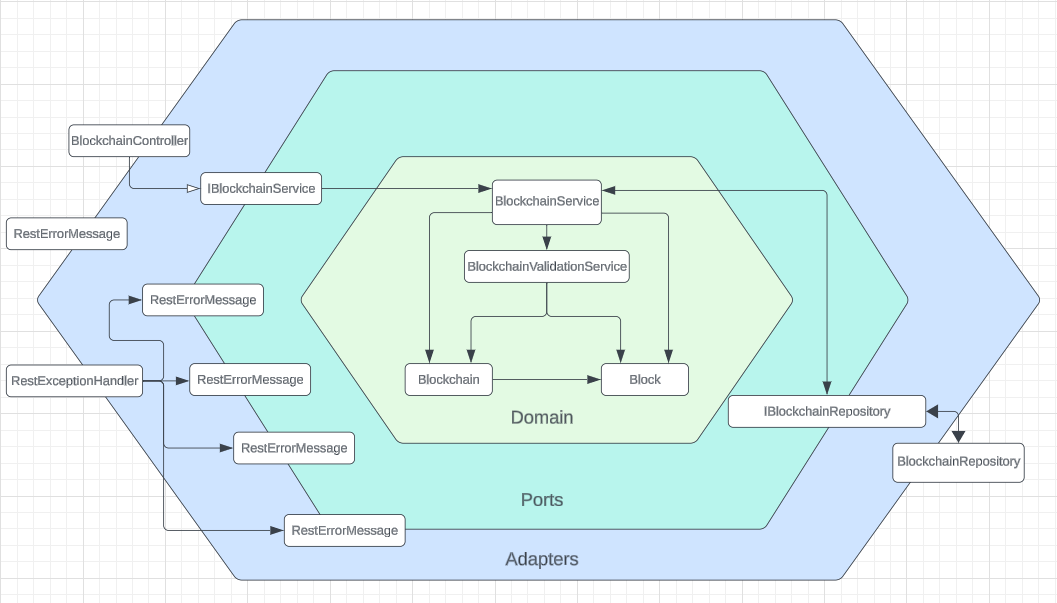 BlockchainController
IBlockchainService
BlockchainService
RestErrorMessage
BlockchainValidationService
RestErrorMessage
RestExceptionHandler
RestErrorMessage
Blockchain
Block
Domain
IBlockchainRepository
RestErrorMessage
BlockchainRepository
Ports
RestErrorMessage
Adapters